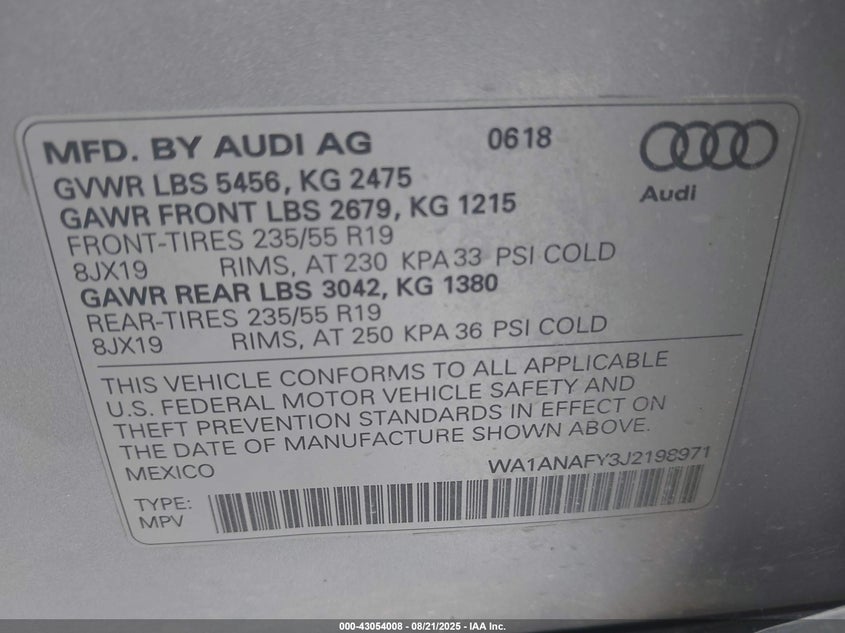 MFD. BY AUDI AG 0618
Audi
GVWR LBS 5456, KG 2475
GAWR FRONT LBS 2679, KG 1215
FRONT-TIRES 235/55 R19
8JX19 RIMS, AT 230 KPA 33 PSI COLD
GAWR REAR LBS 3042, KG 1380
REAR-TIRES 235/55 R19
8JX19 RIMS, AT 250 KPA 36 PSI COLD
THIS VEHICLE CONFORMS TO ALL APPLICABLE
U.S. FEDERAL MOTOR VEHICLE SAFETY AND
THEFT PREVENTION STANDARDS IN EFFECT ON
THE DATE OF MANUFACTURE SHOWN ABOVE.
MEXICO WA1ANAFY3J2198971
TYPE:
MPV
000-43054008 - 08/21/2025 - IAA Inc.